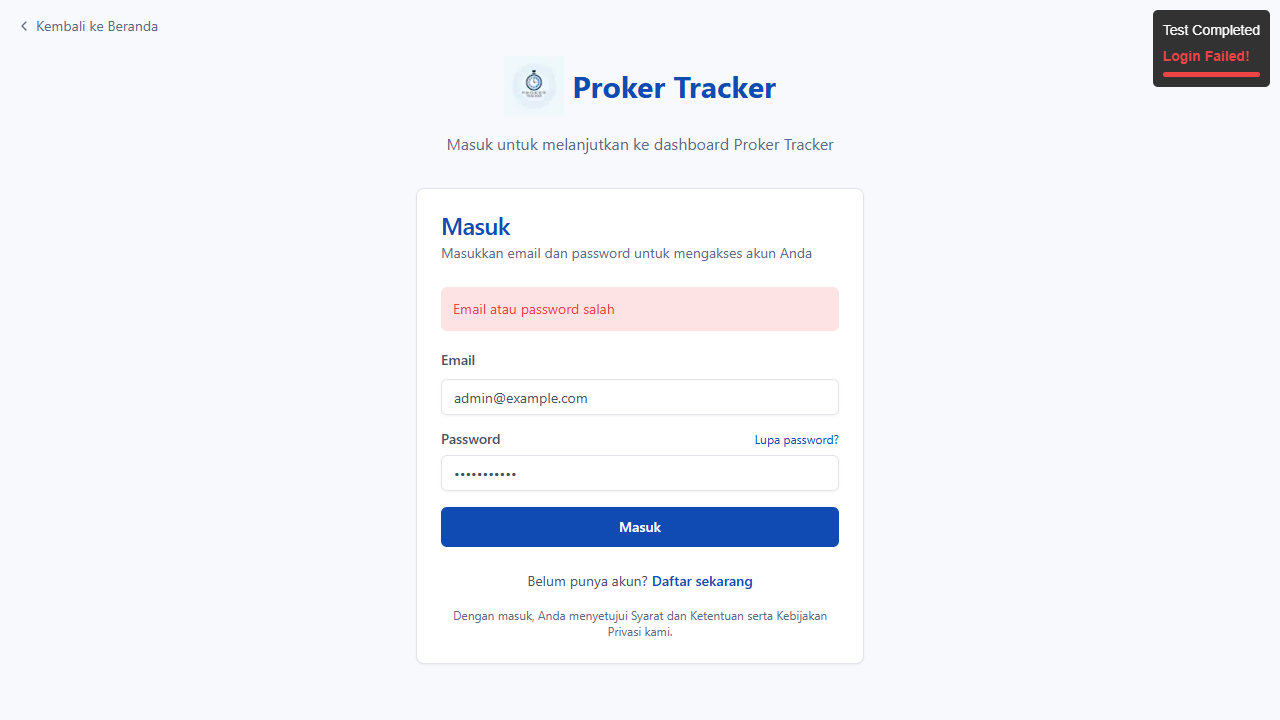 Kembali ke Beranda
Test Completed
Login Failed!
Proker Tracker
Masuk untuk melanjutkan ke dashboard Proker Tracker
Masuk
Masukkan email dan password untuk mengakses akun Anda
Email atau password salah
Email
admin@example.com
Password
Lupa password?
•••••••••••
Masuk
Belum punya akun? Daftar sekarang
Dengan masuk, Anda menyetujui Syarat dan Ketentuan serta Kebijakan
Privasi kami.